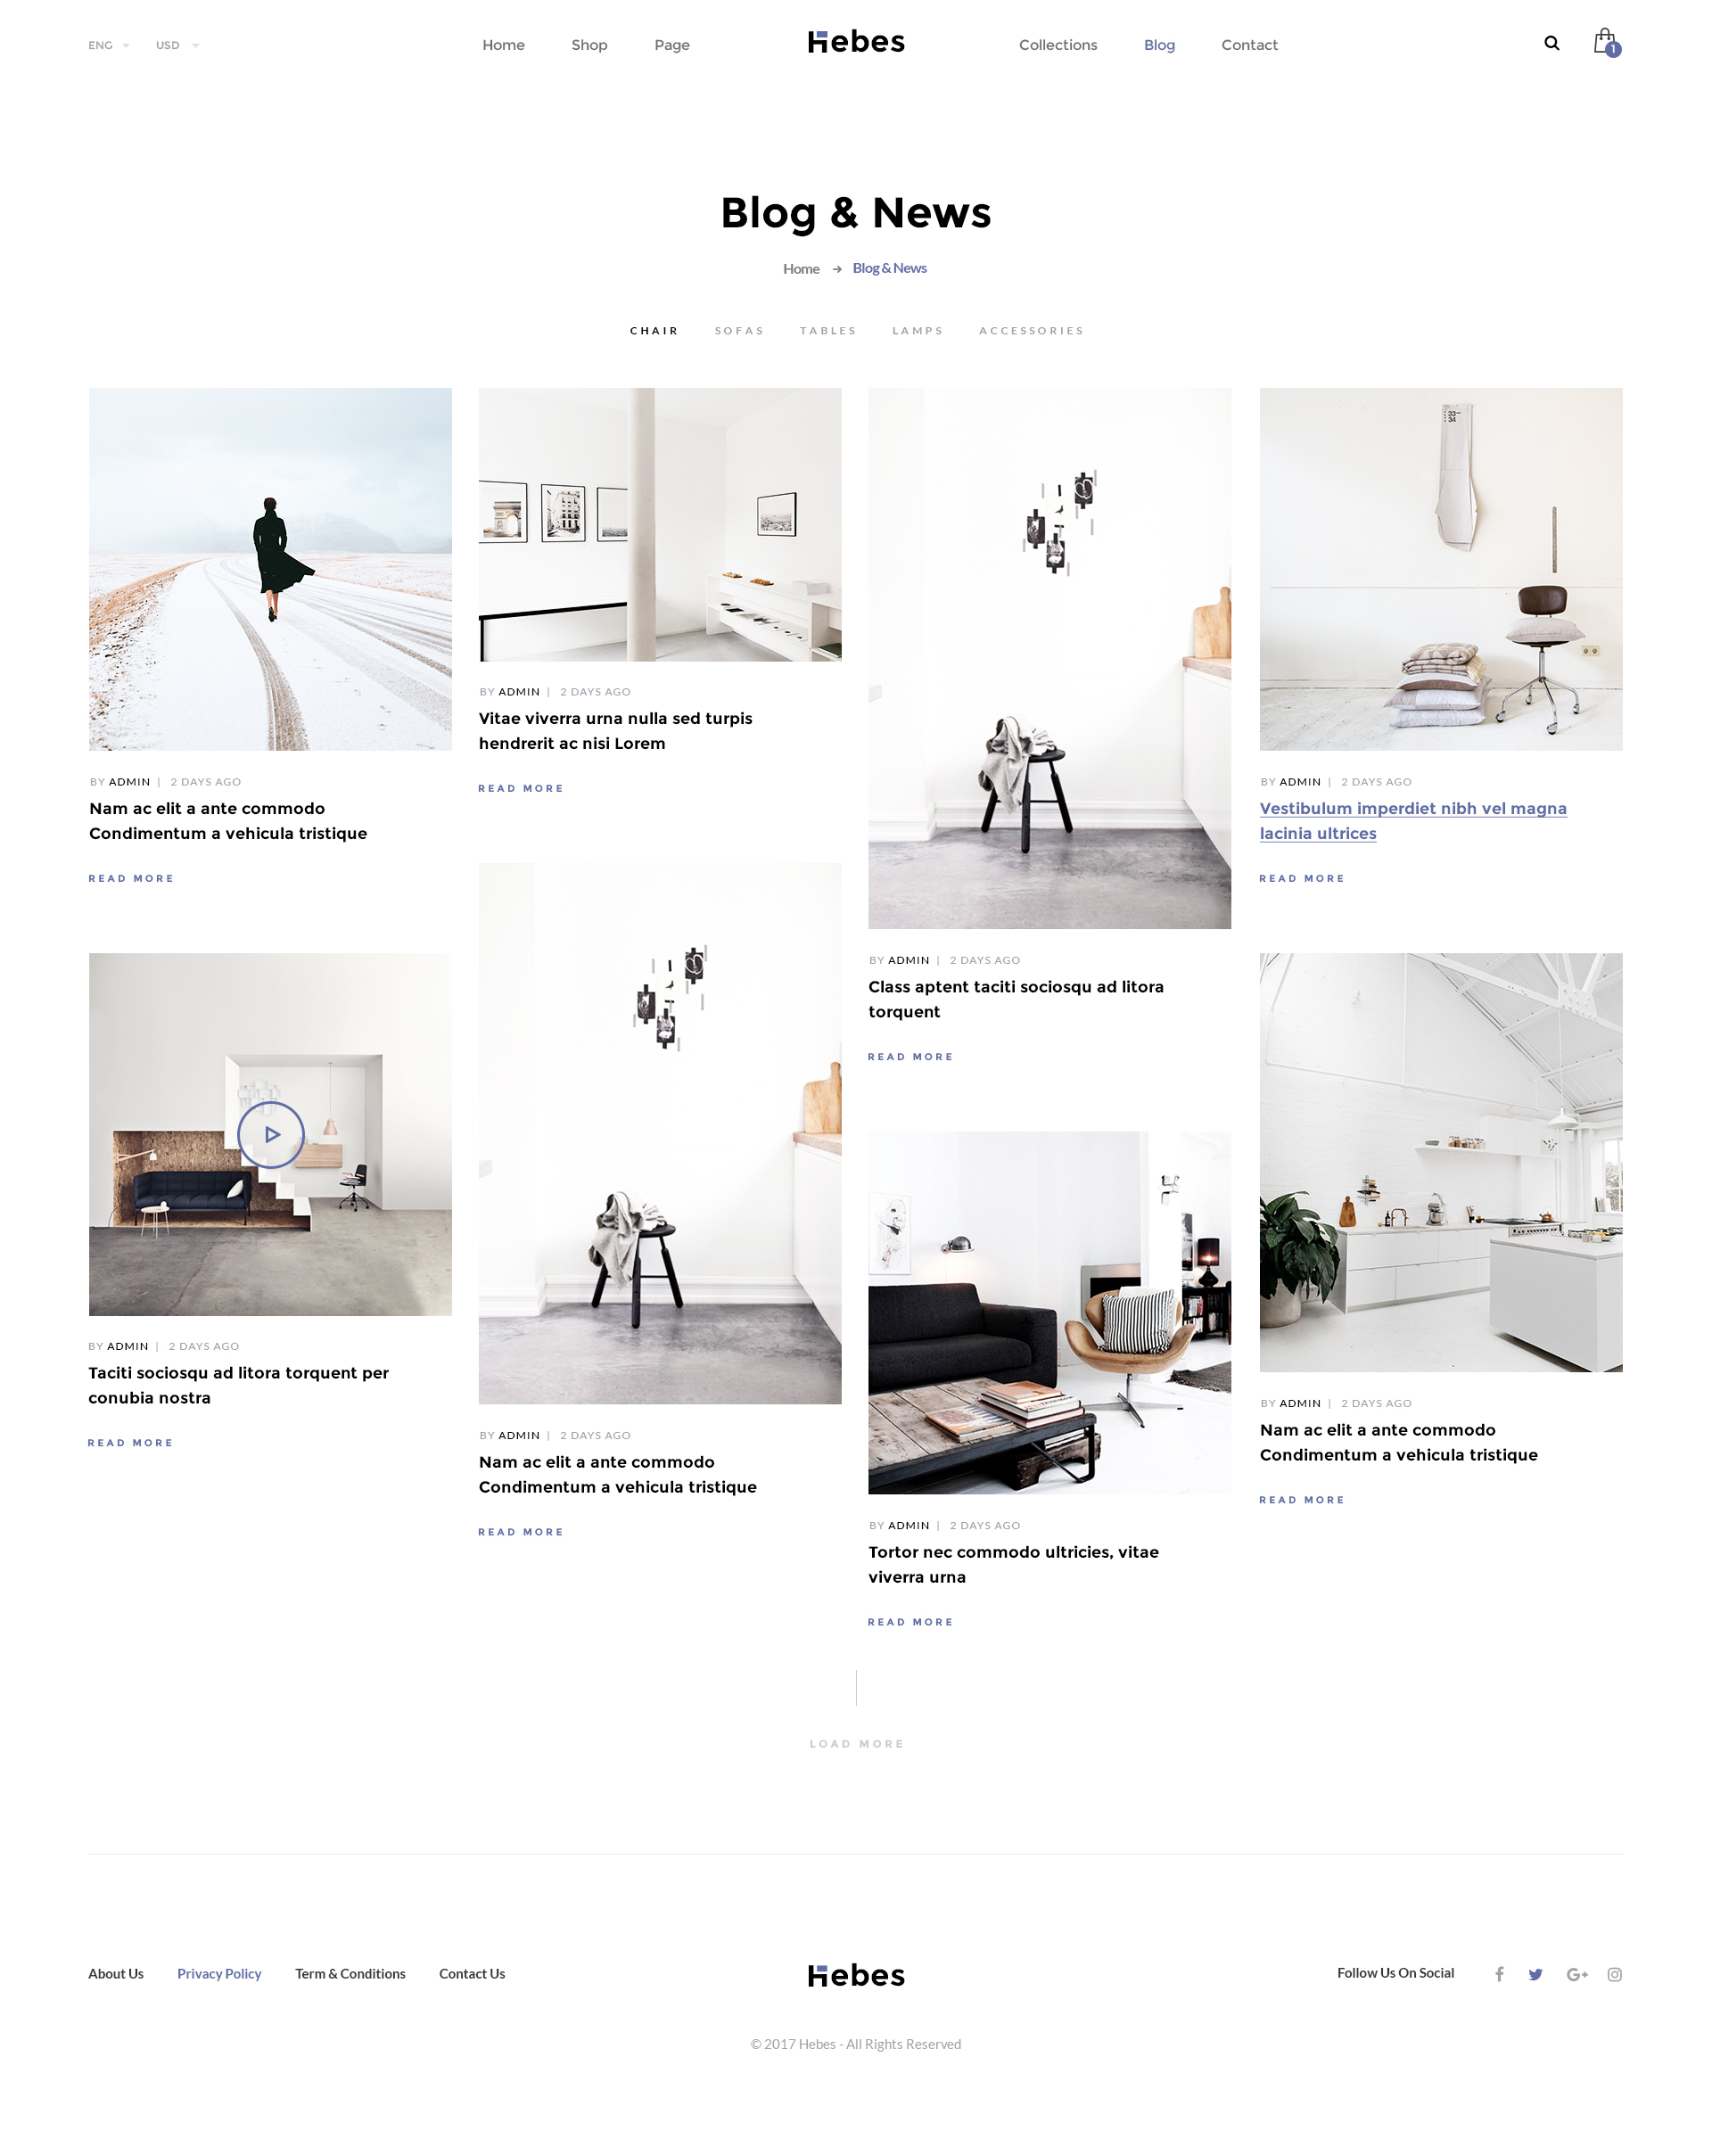 ENG USD Home Shop Page Hebes Collections Blog Contact 1
Blog & News
Home → Blog & News
CHAIR SOFAS TABLES LAMPS ACCESSORIES
33—
34
BY ADMIN | 2 DAYS AGO
Nam ac elit a ante commodo
Condimentum a vehicula tristique
READ MORE
BY ADMIN | 2 DAYS AGO
Vitae viverra urna nulla sed turpis
hendrerit ac nisi Lorem
READ MORE
BY ADMIN | 2 DAYS AGO
Class aptent taciti sociosqu ad litora
torquent
READ MORE
BY ADMIN | 2 DAYS AGO
Vestibulum imperdiet nibh vel magna
lacinia ultrices
READ MORE
BY ADMIN | 2 DAYS AGO
Taciti sociosqu ad litora torquent per
conubia nostra
READ MORE
BY ADMIN | 2 DAYS AGO
Nam ac elit a ante commodo
Condimentum a vehicula tristique
READ MORE
BY ADMIN | 2 DAYS AGO
Tortor nec commodo ultricies, vitae
viverra urna
READ MORE
BY ADMIN | 2 DAYS AGO
Nam ac elit a ante commodo
Condimentum a vehicula tristique
READ MORE
LOAD MORE
About Us Privacy Policy Term & Conditions Contact Us Hebes Follow Us On Social
© 2017 Hebes - All Rights Reserved